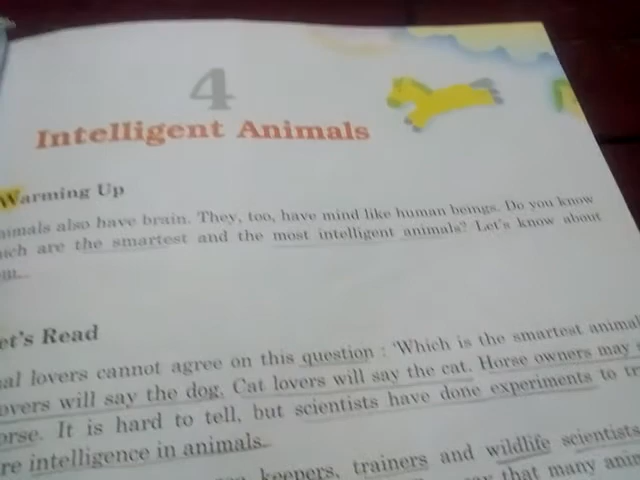 4
Intelligent Animals
Warming Up
imals also have brain. They, too, have mind like human beings. Do you know
ich are the smartest and the most intelligent animals? Let's know about
em.
et's Read
al lovers cannot agree on this question : 'Which is the smartest animal
overs will say the dog. Cat lovers will say the cat. Horse owners may s
orse. It is hard to tell, but scientists have done experiments to tr
re intelligence in animals.
keepers, trainers and wildlife scientists
that many anim